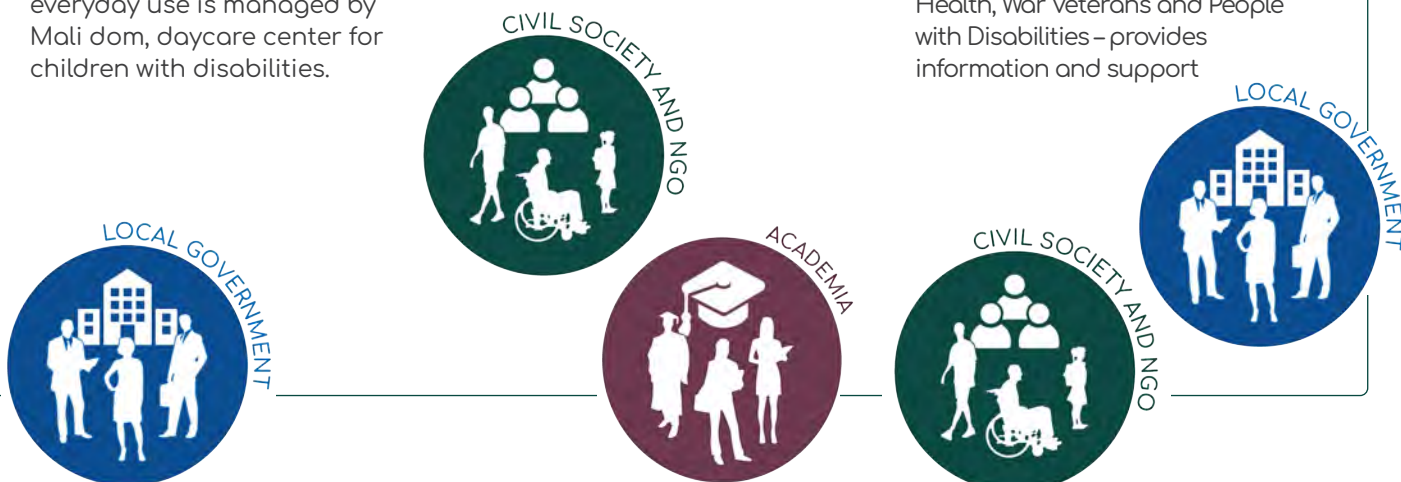 everyday use is managed by
Mali dom, daycare center for
children with disabilities.
CIVIL SOCIETY AND NGO
Health, War Veterans and People
with Disabilities – provides
information and support
LOCAL GOVERNMENT
LOCAL GOVERNMENT
ACADEMIA
CIVIL SOCIETY AND NGO